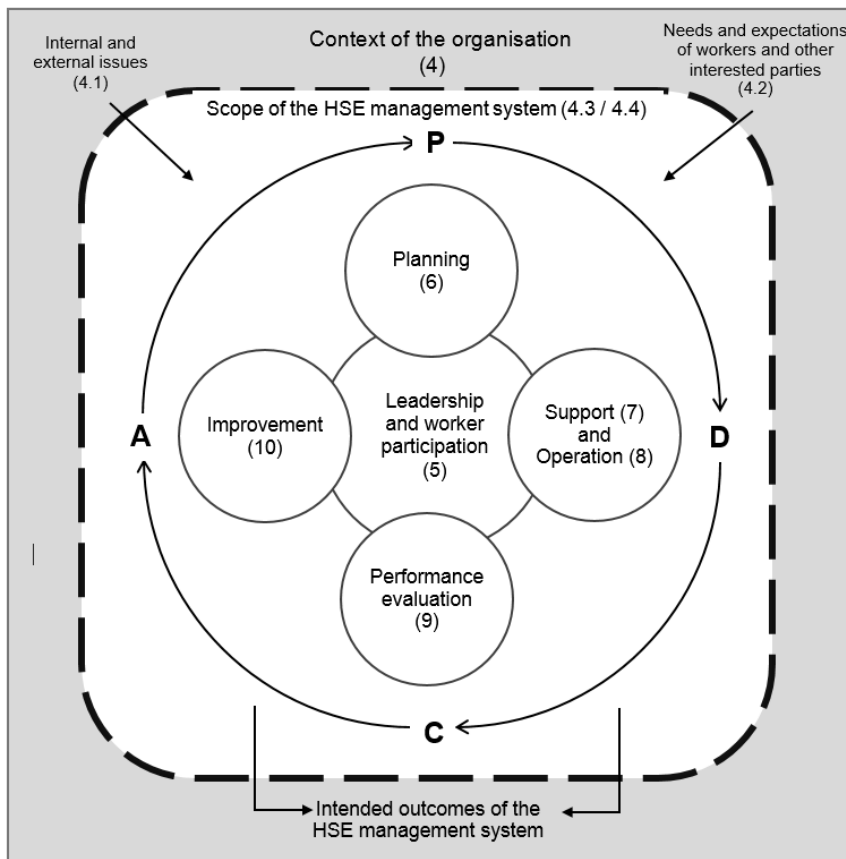 Internal and
external issues
(4.1)
Context of the organisation
(4)
Needs and expectations
of workers and other
interested parties
(4.2)
Scope of the HSE management system (4.3 / 4.4)
P
Planning
(6)
A
Improvement
(10)
Leadership
and worker
participation
(5)
Support (7)
and
Operation (8)
D
Performance
evaluation
(9)
C
Intended outcomes of the
HSE management system